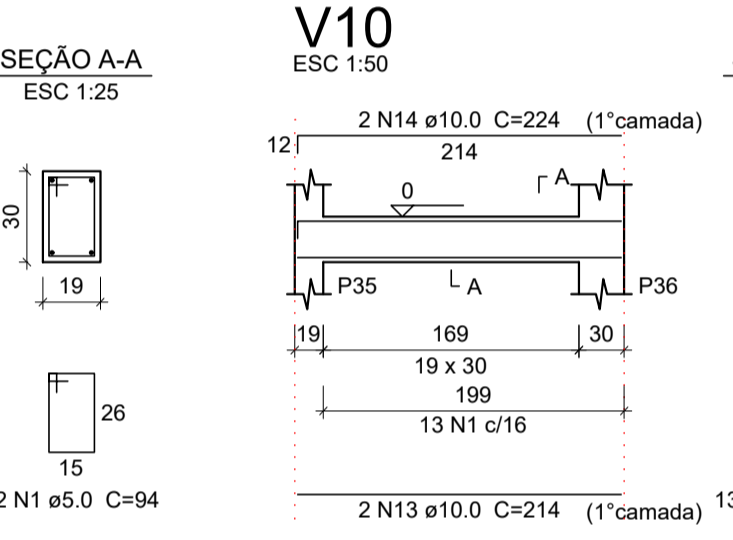 V10
ESC 1:50
SEÇÃO A-A
ESC 1:25
2 N14 ø10.0 C=224 (1°camada)
12
214
A
0
30
19
P35
A
P36
19
169
30
19 x 30
199
13 N1 c/16
26
15
2 N1 ø5.0 C=94
2 N13 ø10.0 C=214 (1°camada)
13